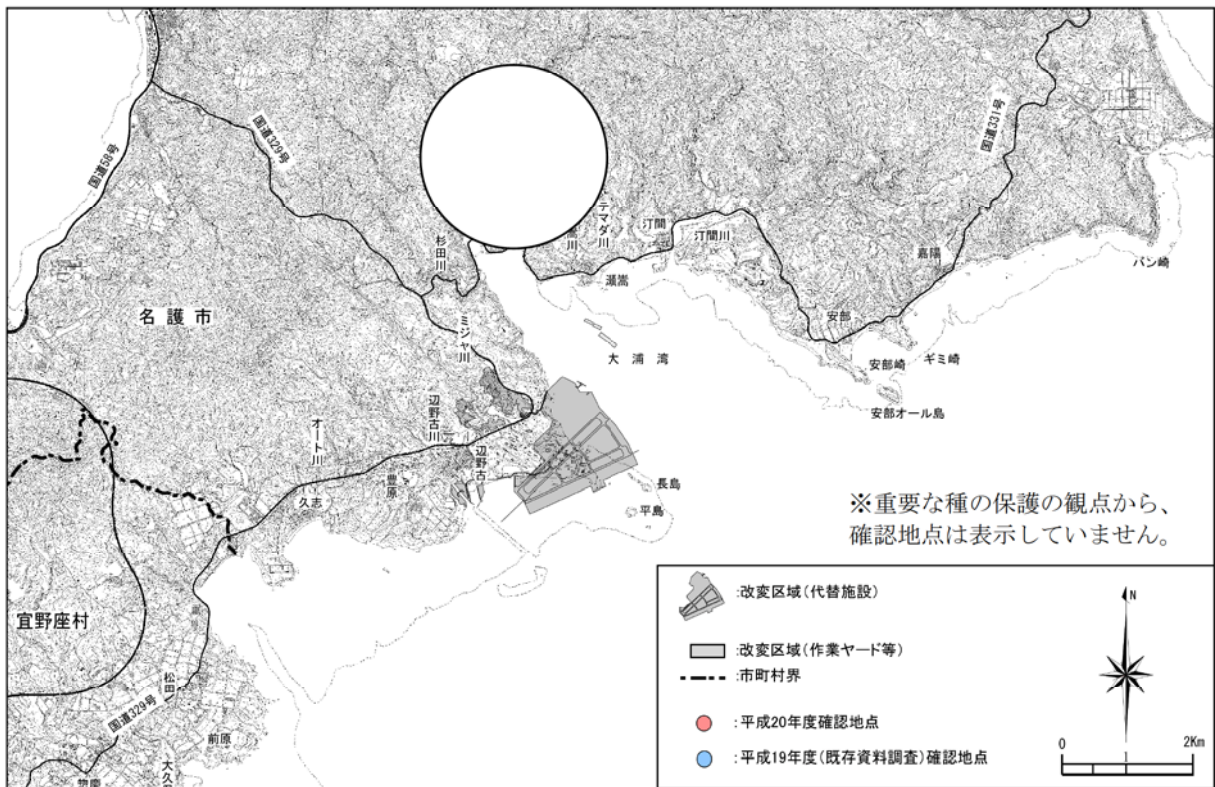 国道58号
国道329号
国道331号
杉田川
川
テマダ川
汀間
汀間川
瀬嵩
嘉陽
バン崎
名護市
ミジャ川
大浦湾
安部
安部崎
ギミ崎
安部オール島
辺野古川
辺野古
オート川
久志
豊原
長島
平島
※重要な種の保護の観点から、
確認地点は表示していません。
宜野座村
松田
国道329号
前原
惣慶
大久
:改変区域(代替施設)
:改変区域(作業ヤード等)
:市町村界
:平成20年度確認地点
:平成19年度(既存資料調査)確認地点
N
0 1 2Km